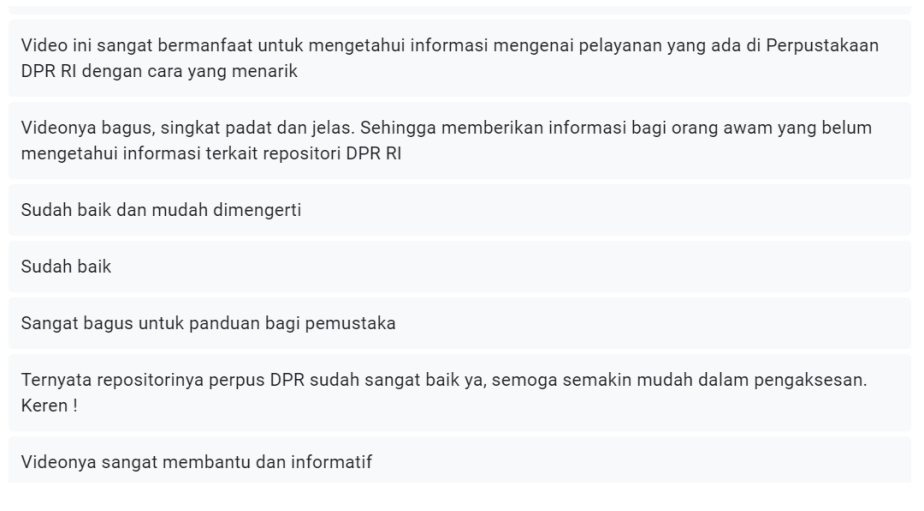 Video ini sangat bermanfaat untuk mengetahui informasi mengenai pelayanan yang ada di Perpustakaan
DPR RI dengan cara yang menarik
Videonya bagus, singkat padat dan jelas. Sehingga memberikan informasi bagi orang awam yang belum
mengetahui informasi terkait repositori DPR RI
Sudah baik dan mudah dimengerti
Sudah baik
Sangat bagus untuk panduan bagi pemustaka
Ternyata repositorinya perpus DPR sudah sangat baik ya, semoga semakin mudah dalam pengaksesan.
Keren !
Videonya sangat membantu dan informatif